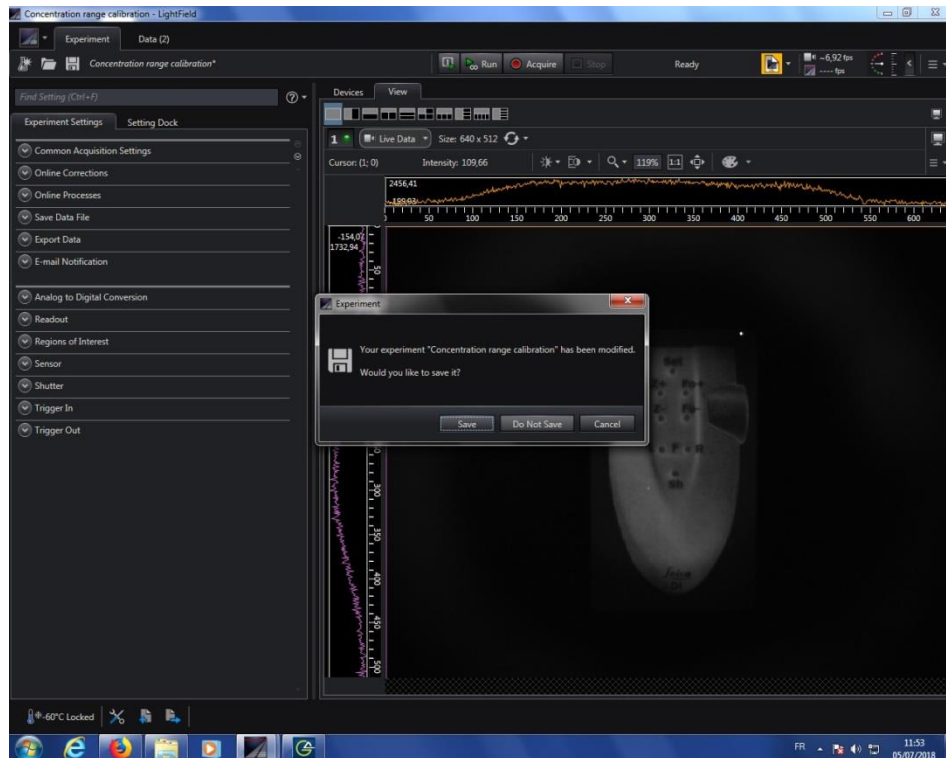 Concentration range calibration - LightField
Experiment
Data (2)
Concentration range calibration*
Run
Acquire
Stop
Ready
~6,92 fps
---- fps
Find Setting (Ctrl+F)
Experiment Settings
Setting Dock
Common Acquisition Settings
Online Corrections
Online Processes
Save Data File
Export Data
E-mail Notification
Analog to Digital Conversion
Readout
Regions of Interest
Sensor
Shutter
Trigger In
Trigger Out
Devices
View
1
Live Data
Size: 640 x 512
Cursor: (1; 0)
Intensity: 109,66
119%
1:1
2456,41
50 100 150 200 250 300 350 400 450 500 550 600
1732,94
50
300
350
400
450
500
Experiment
Your experiment "Concentration range calibration" has been modified.
Would you like to save it?
Save
Do Not Save
Cancel
-60°C Locked
FR
11:53
05/07/2018